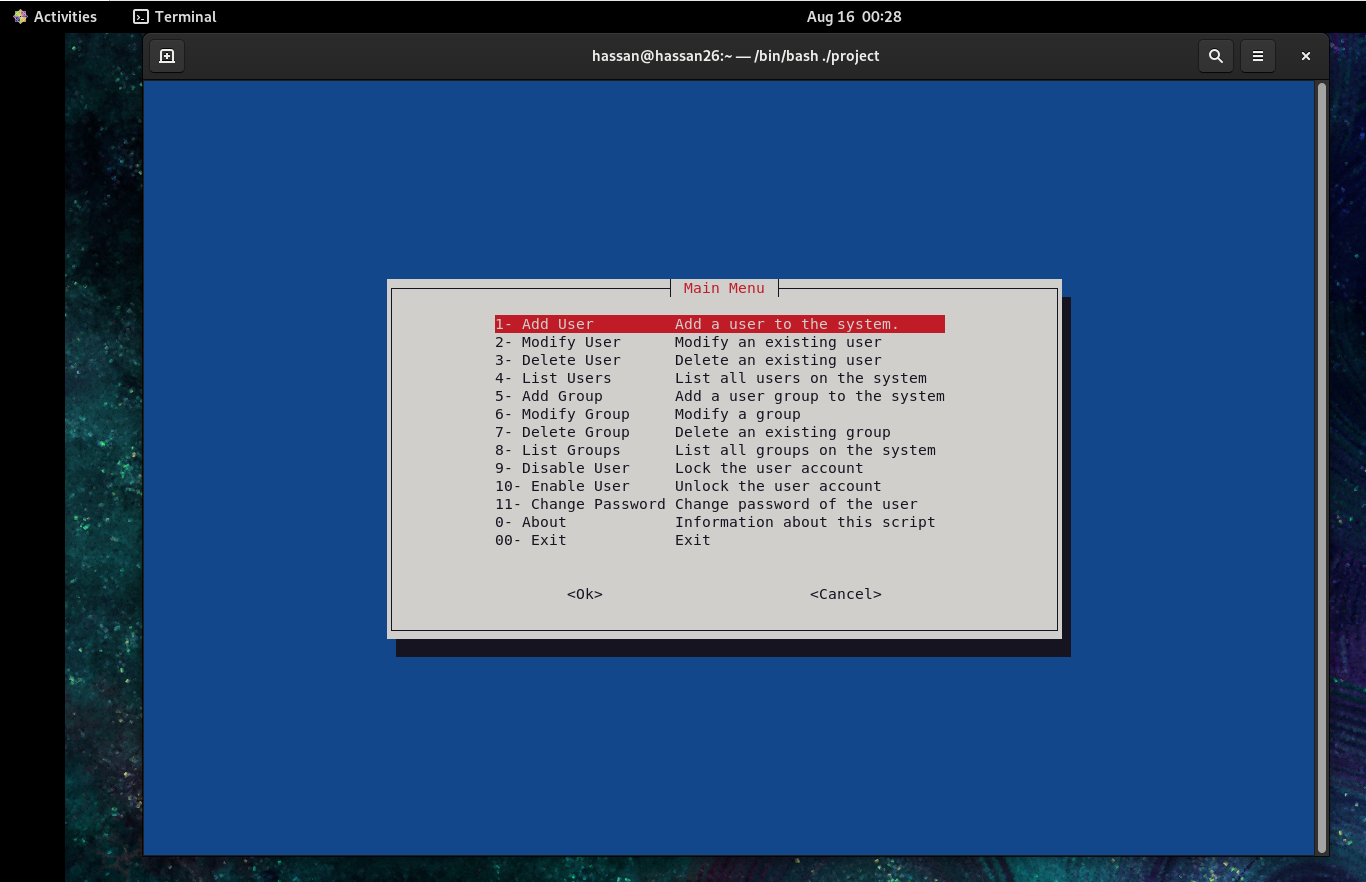 Activities Terminal Aug 16 00:28
hassan@hassan26:~ — /bin/bash ./project
Main Menu
1- Add User Add a user to the system.
2- Modify User Modify an existing user
3- Delete User Delete an existing user
4- List Users List all users on the system
5- Add Group Add a user group to the system
6- Modify Group Modify a group
7- Delete Group Delete an existing group
8- List Groups List all groups on the system
9- Disable User Lock the user account
10- Enable User Unlock the user account
11- Change Password Change password of the user
0- About Information about this script
00- Exit Exit
<Ok> <Cancel>